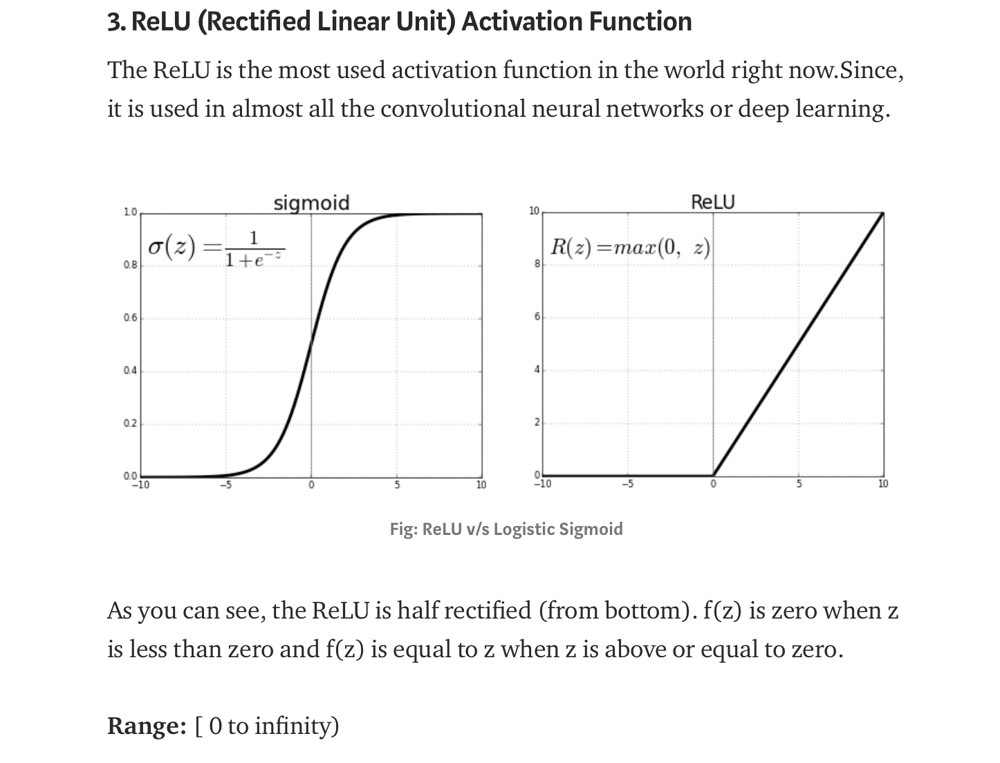 3. ReLU (Rectified Linear Unit) Activation Function
The ReLU is the most used activation function in the world right now.Since,
it is used in almost all the convolutional neural networks or deep learning.
sigmoid
1.0
0.8
0.6
0.4
0.2
0.0
−10 −5 0 5 10
σ(z) = 1 / 1+e^−z
ReLU
10
8
6
4
2
0
−10 −5 0 5 10
R(z) =max(0, z)
Fig: ReLU v/s Logistic Sigmoid
As you can see, the ReLU is half rectified (from bottom). f(z) is zero when z
is less than zero and f(z) is equal to z when z is above or equal to zero.
Range: [ 0 to infinity)